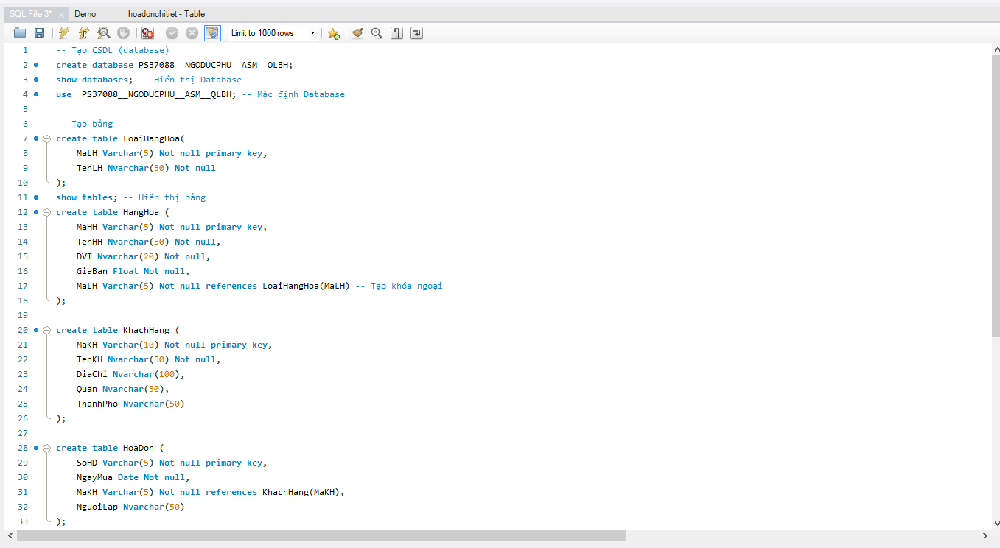 SQL File 3* Demo hoadonchitiet - Table
Limit to 1000 rows
1 -- Tạo CSDL (database)
2 create database PS37088__NGODUCPHU__ASM__QLBH;
3 show databases; -- Hiển thị Database
4 use PS37088__NGODUCPHU__ASM__QLBH; -- Mặc định Database
5
6 -- Tạo bảng
7 create table LoaiHangHoa(
8 MaLH Varchar(5) Not null primary key,
9 TenLH Nvarchar(50) Not null
10 );
11 show tables; -- Hiển thị bảng
12 create table HangHoa (
13 MaHH Varchar(5) Not null primary key,
14 TenHH Nvarchar(50) Not null,
15 DVT Nvarchar(20) Not null,
16 GiaBan Float Not null,
17 MaLH Varchar(5) Not null references LoaiHangHoa(MaLH) -- Tạo khóa ngoại
18 );
19
20 create table KhachHang (
21 MaKH Varchar(10) Not null primary key,
22 TenKH Nvarchar(50) Not null,
23 DiaChi Nvarchar(100),
24 Quan Nvarchar(50),
25 ThanhPho Nvarchar(50)
26 );
27
28 create table HoaDon (
29 SoHD Varchar(5) Not null primary key,
30 NgayMua Date Not null,
31 MaKH Varchar(5) Not null references KhachHang(MaKH),
32 NguoiLap Nvarchar(50)
33 );